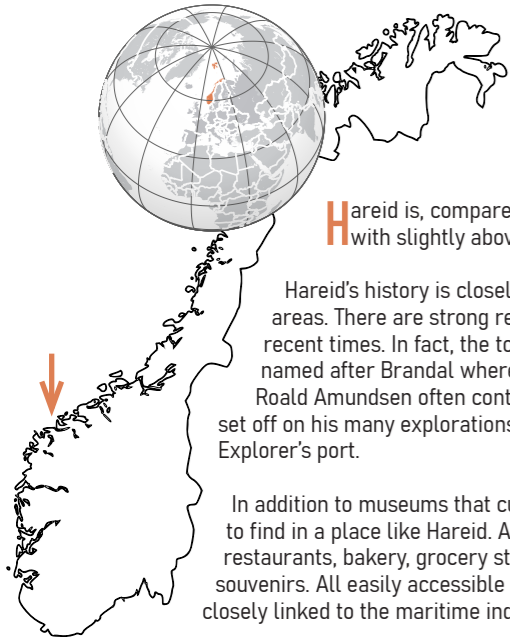 Hareid is, compare
with slightly abov
Hareid's history is closel
areas. There are strong re
recent times. In fact, the to
named after Brandal where
Roald Amundsen often cont
set off on his many explorations
Explorer's port.
In addition to museums that cu
to find in a place like Hareid. A
restaurants, bakery, grocery st
souvenirs. All easily accessible
closely linked to the maritime ind